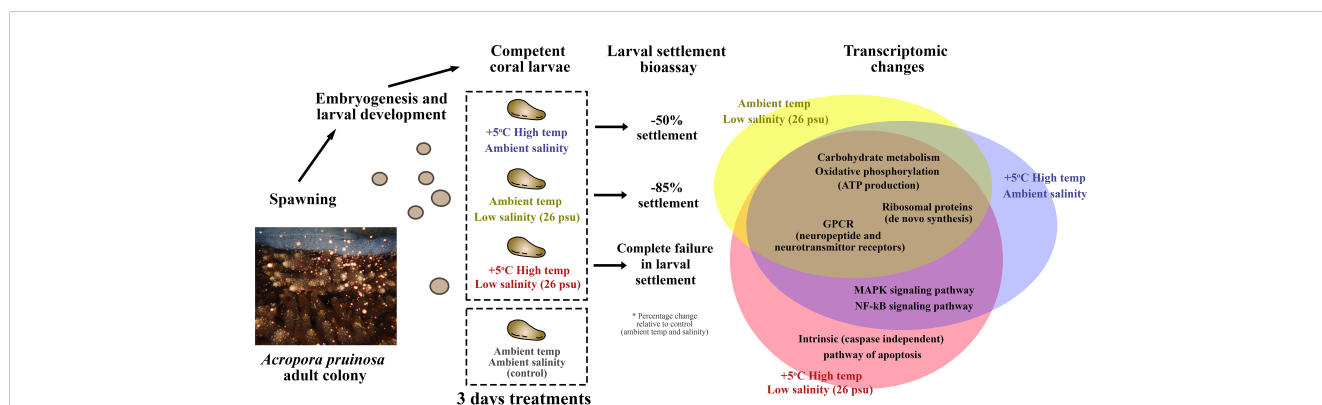 Spawning
Acropora pruinosa
adult colony
Embryogenesis and
larval development
Competent
coral larvae
+5°C High temp
Ambient salinity
Ambient temp
Low salinity (26 psu)
+5°C High temp
Low salinity (26 psu)
Ambient temp
Ambient salinity
(control)
3 days treatments
Larval settlement
bioassay
-50%
settlement
-85%
settlement
Complete failure
in larval
settlement
* Percentage change
relative to control
(ambient temp and salinity)
Transcriptomic
changes
Ambient temp
Low salinity (26 psu)
+5°C High temp
Ambient salinity
Carbohydrate metabolism
Oxidative phosphorylation
(ATP production)
Ribosomal proteins
(de novo synthesis)
GPCR
(neuropeptide and
neurotransmittor receptors)
MAPK signaling pathway
NF-kB signaling pathway
Intrinsic (caspase independent)
pathway of apoptosis
+5°C High temp
Low salinity (26 psu)